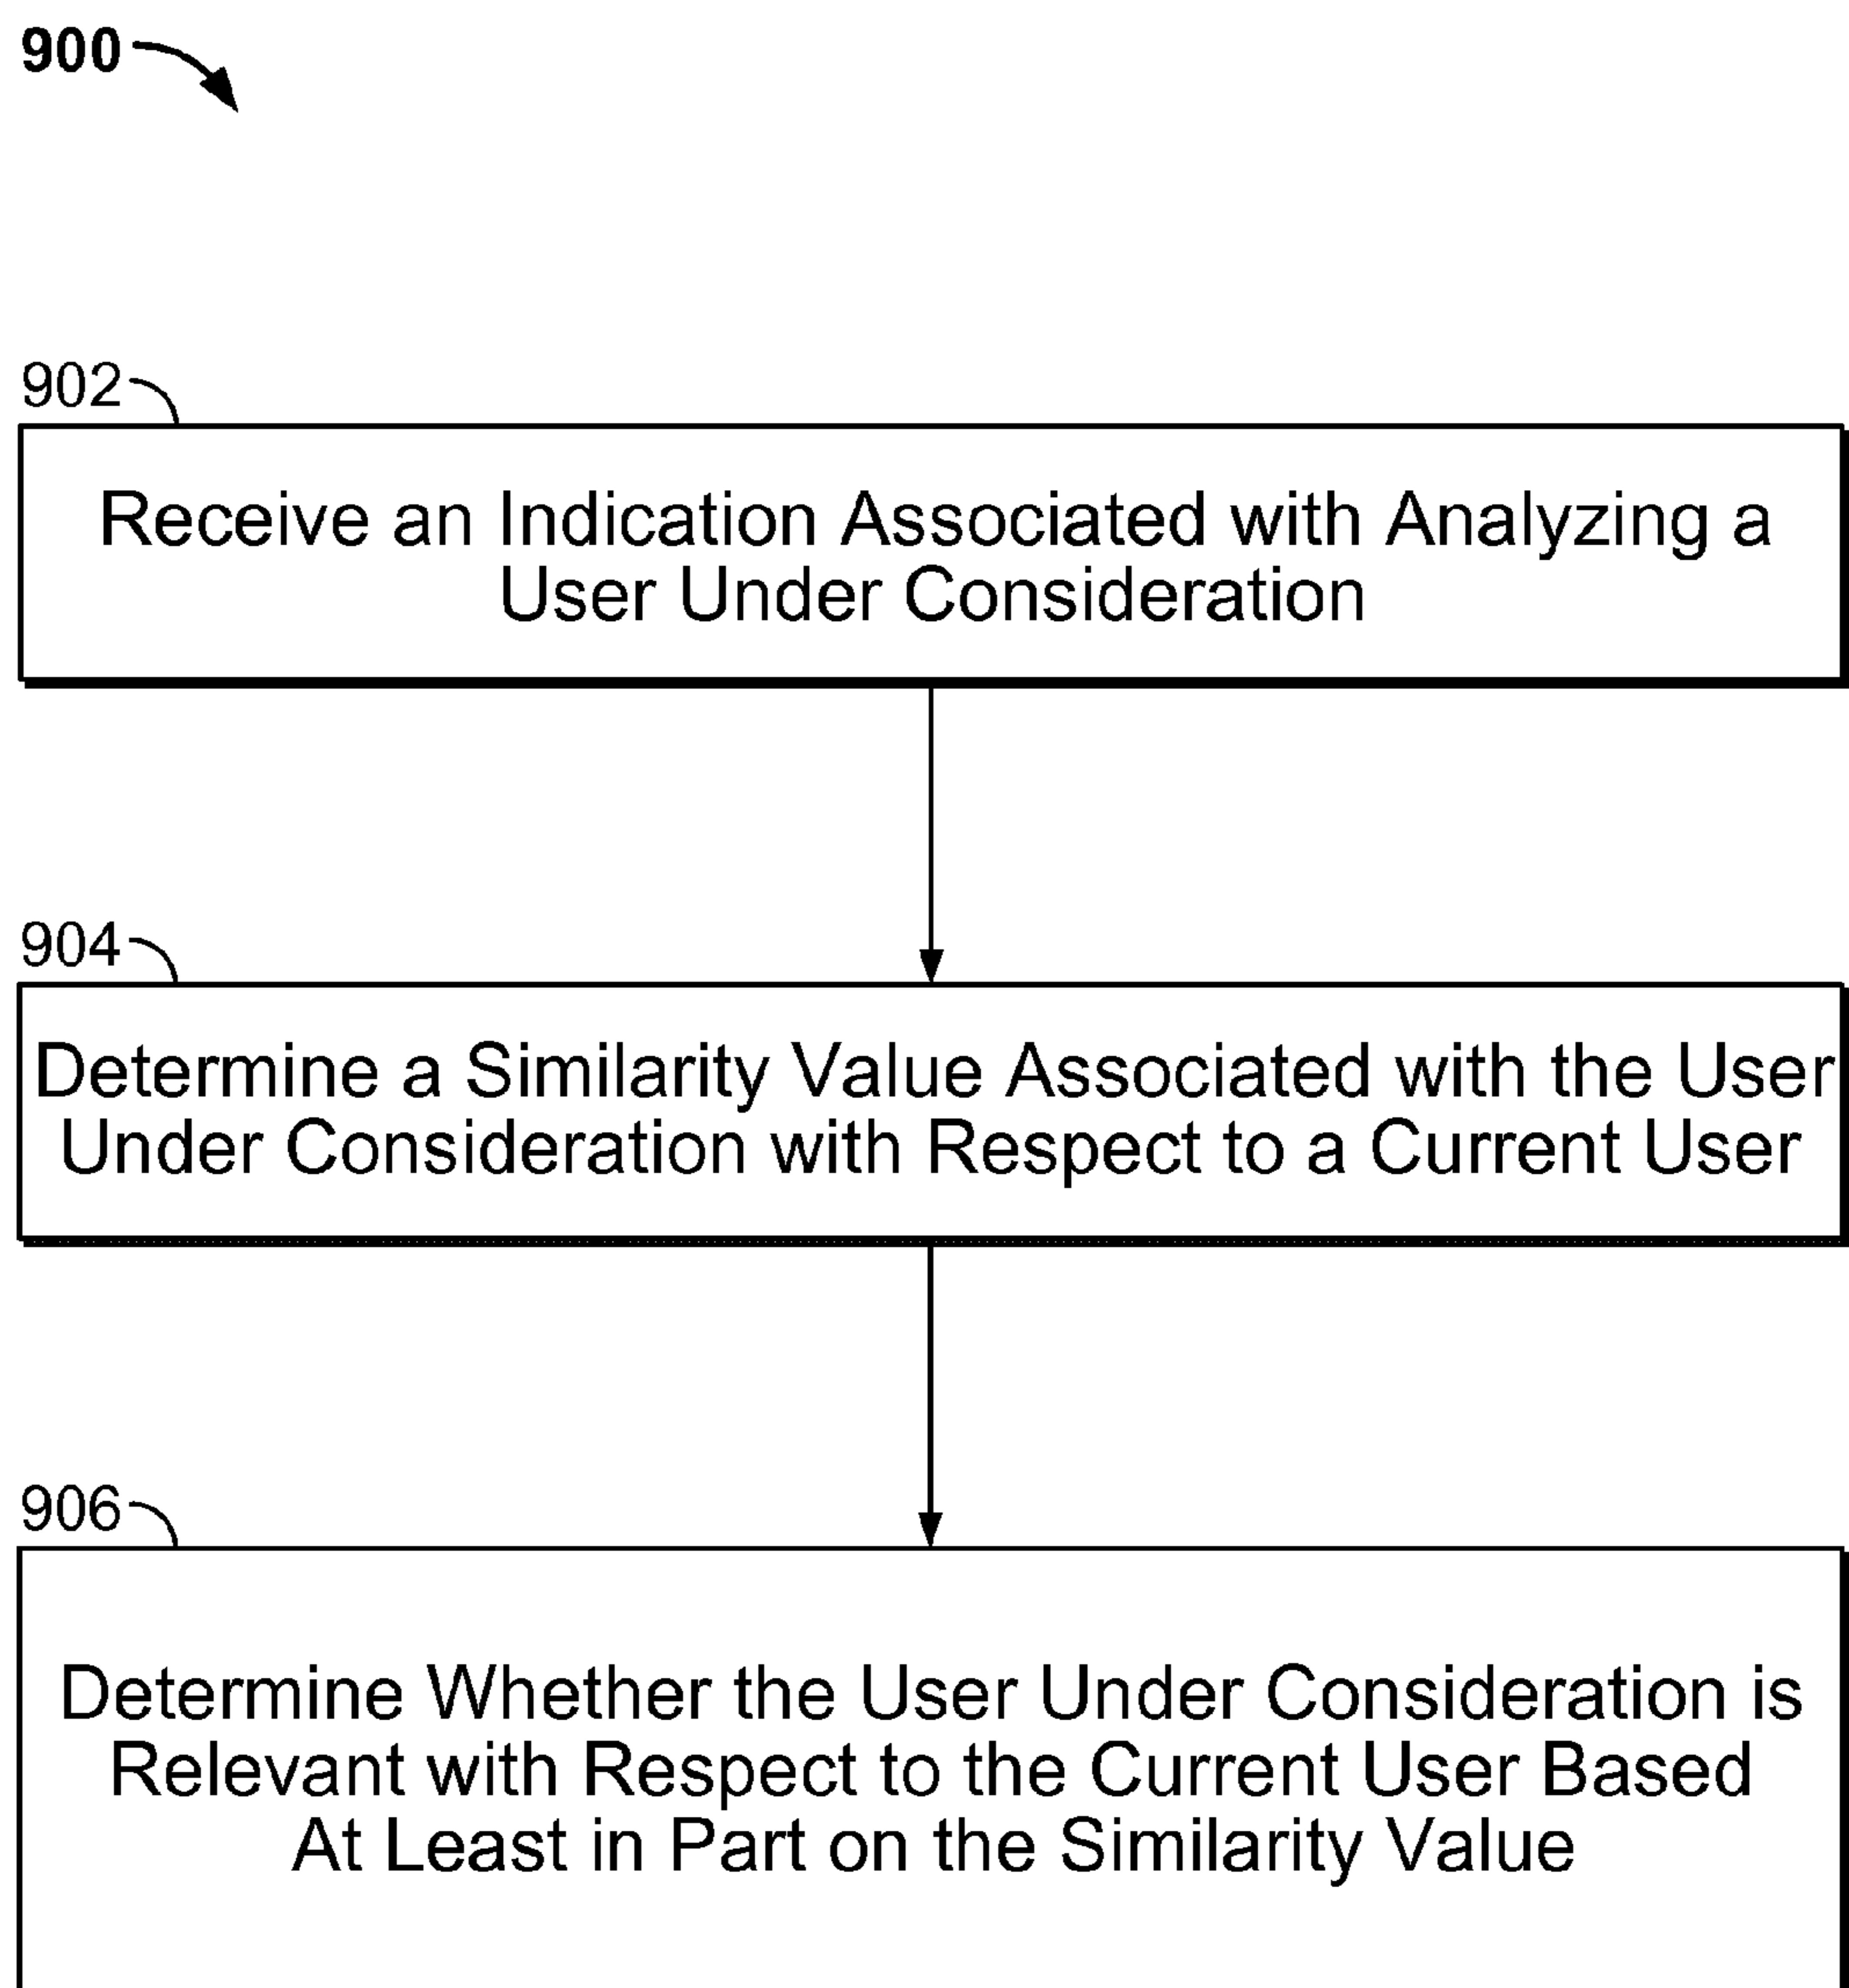 900
902
Receive an Indication Associated with Analyzing a
User Under Consideration
904
Determine a Similarity Value Associated with the User
Under Consideration with Respect to a Current User
906
Determine Whether the User Under Consideration is
Relevant with Respect to the Current User Based
At Least in Part on the Similarity Value